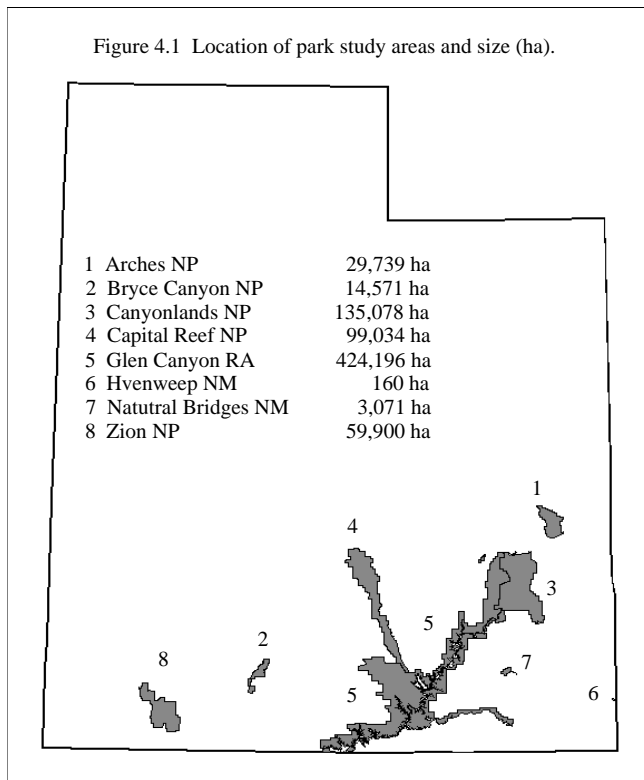 Figure 4.1 Location of park study areas and size (ha).
1 Arches NP 29,739 ha
2 Bryce Canyon NP 14,571 ha
3 Canyonlands NP 135,078 ha
4 Capital Reef NP 99,034 ha
5 Glen Canyon RA 424,196 ha
6 Hvenweep NM 160 ha
7 Natutral Bridges NM 3,071 ha
8 Zion NP 59,900 ha
1
4
3
5
2
7
8
5
6